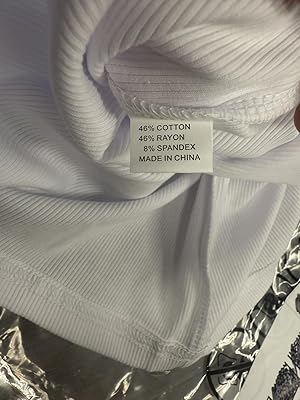 46% COTTON
46% RAYON
8% SPANDEX
MADE IN CHINA